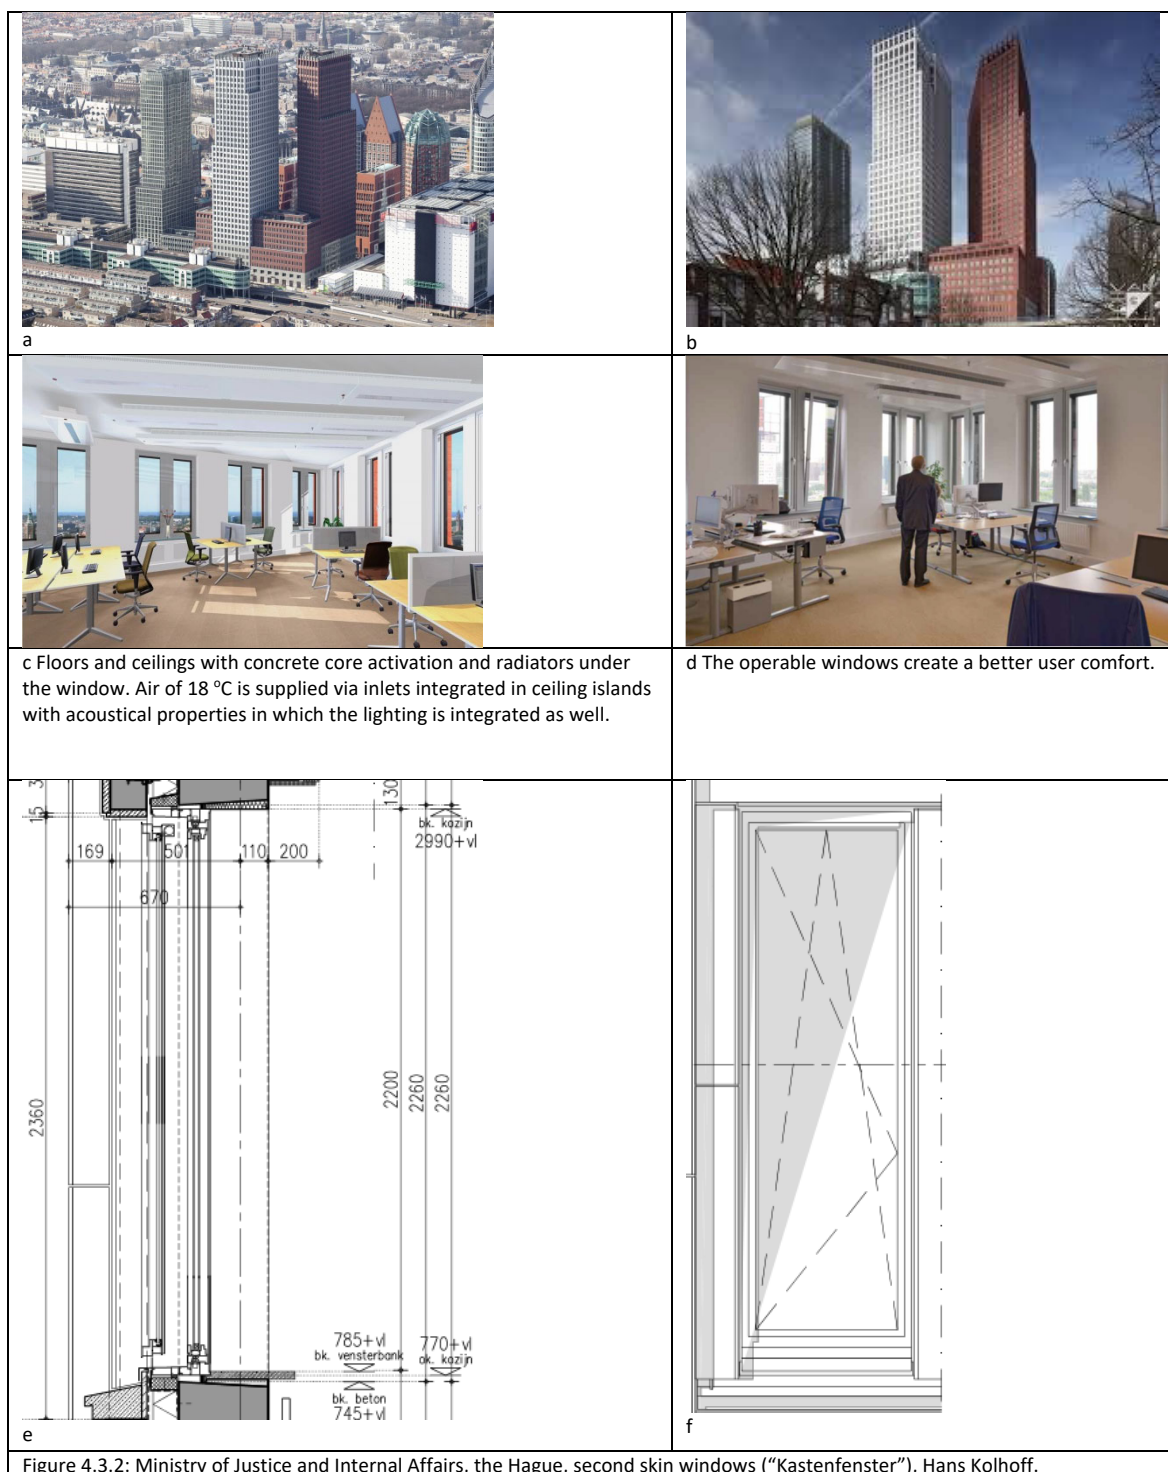 a
b
c Floors and ceilings with concrete core activation and radiators under
the window. Air of 18 °C is supplied via inlets integrated in ceiling islands
with acoustical properties in which the lighting is integrated as well.
d The operable windows create a better user comfort.
15
3
130
bk. kozijn
2990+vl
169
501
110
200
670
2360
2200
2260
2260
785+vl
bk. vensterbank
770+vl
ok. kozijn
bk. beton
745+vl
e
f
Figure 4.3.2: Ministry of Justice and Internal Affairs, the Hague, second skin windows (“Kastenfenster”), Hans Kolhoff.